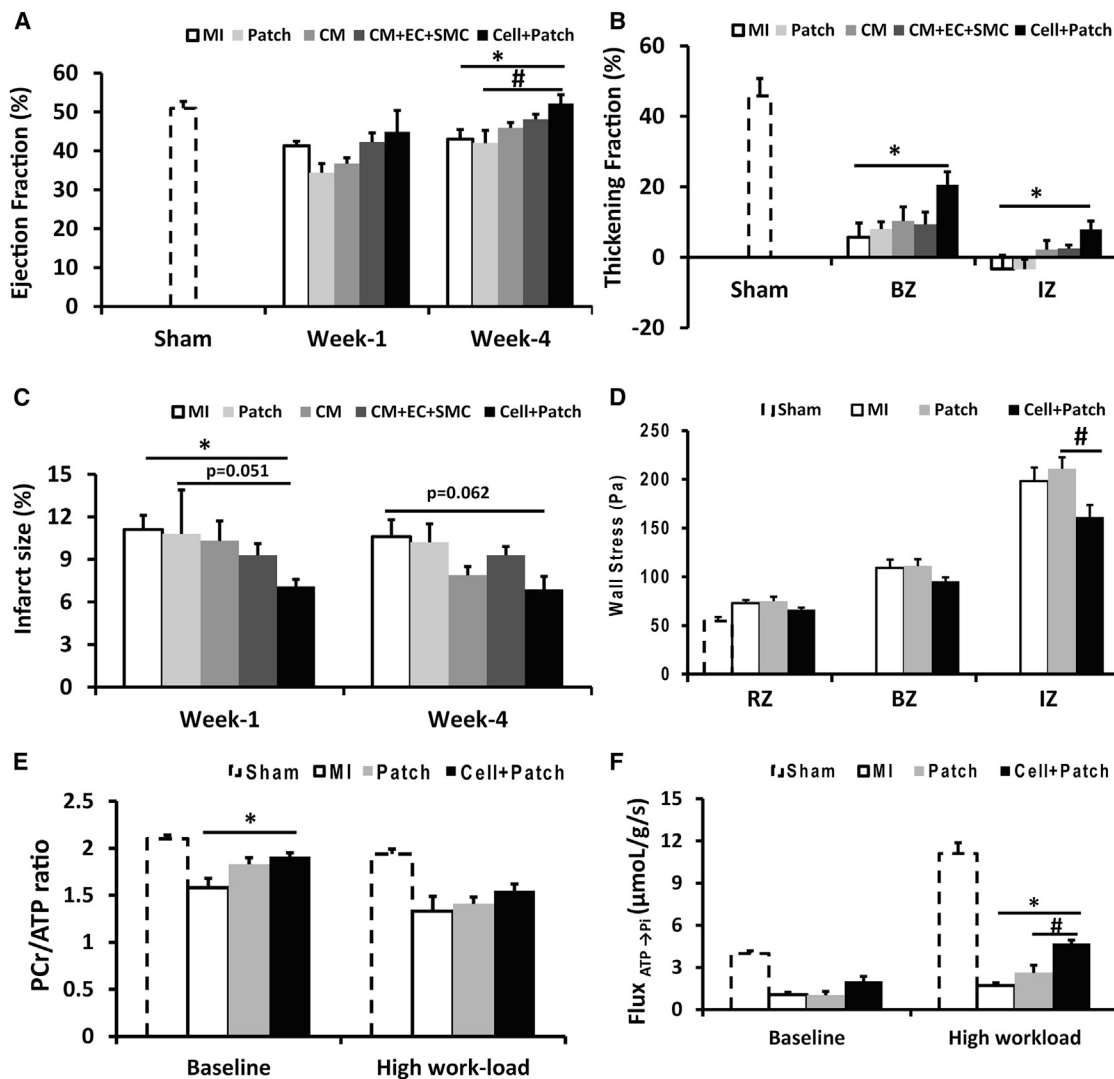 A
MI Patch CM CM+EC+SMC Cell+Patch
Ejection Fraction (%)
60
50
40
30
20
10
0
*
#
Sham Week-1 Week-4
B
MI Patch CM CM+EC+SMC Cell+Patch
Thickening Fraction (%)
60
40
20
0
-20
*
*
Sham BZ IZ
C
MI Patch CM CM+EC+SMC Cell+Patch
Infarct size (%)
15
12
9
6
3
0
*
p=0.051
p=0.062
Week-1 Week-4
D
Sham MI Patch Cell+Patch
Wall Stress (Pa)
250
200
150
100
50
0
#
RZ BZ IZ
E
Sham MI Patch Cell+Patch
PCr/ATP ratio
2.5
2
1.5
1
0.5
0
*
Baseline High work-load
F
Sham MI Patch Cell+Patch
Flux ATP →Pi (μmoL/g/s)
15
12
9
6
3
0
*
#
Baseline High workload